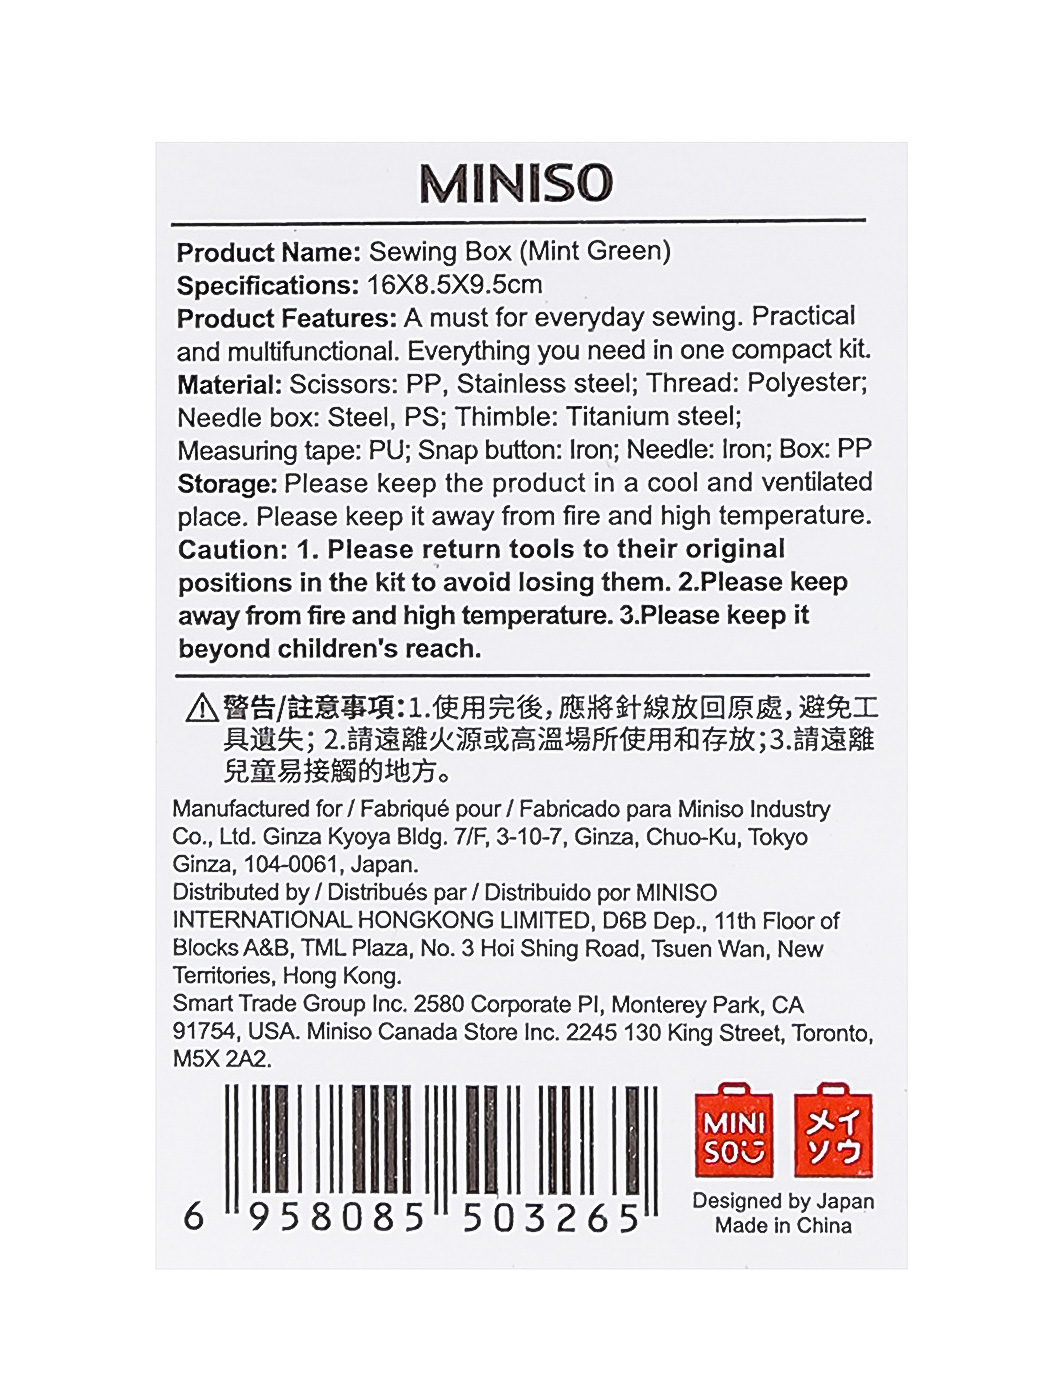 MINISO
Product Name: Sewing Box (Mint Green)
Specifications: 16X8.5X9.5cm
Product Features: A must for everyday sewing. Practical
and multifunctional. Everything you need in one compact kit.
Material: Scissors: PP, Stainless steel; Thread: Polyester;
Needle box: Steel, PS; Thimble: Titanium steel;
Measuring tape: PU; Snap button: Iron; Needle: Iron; Box: PP
Storage: Please keep the product in a cool and ventilated
place. Please keep it away from fire and high temperature.
Caution: 1. Please return tools to their original
positions in the kit to avoid losing them. 2.Please keep
away from fire and high temperature. 3.Please keep it
beyond children's reach.
警告/註意事項:1.使用完後,應將針線放回原處,避免工
具遺失; 2.請遠離火源或高溫場所使用和存放;3.請遠離
兒童易接觸的地方。
Manufactured for / Fabriqué pour / Fabricado para Miniso Industry
Co., Ltd. Ginza Kyoya Bldg. 7/F, 3-10-7, Ginza, Chuo-Ku, Tokyo
Ginza, 104-0061, Japan.
Distributed by / Distribués par / Distribuido por MINISO
INTERNATIONAL HONGKONG LIMITED, D6B Dep., 11th Floor of
Blocks A&B, TML Plaza, No. 3 Hoi Shing Road, Tsuen Wan, New
Territories, Hong Kong.
Smart Trade Group Inc. 2580 Corporate Pl, Monterey Park, CA
91754, USA. Miniso Canada Store Inc. 2245 130 King Street, Toronto,
M5X 2A2.
6 958085 503265
MINI
SO
メイ
ソウ
Designed by Japan
Made in China